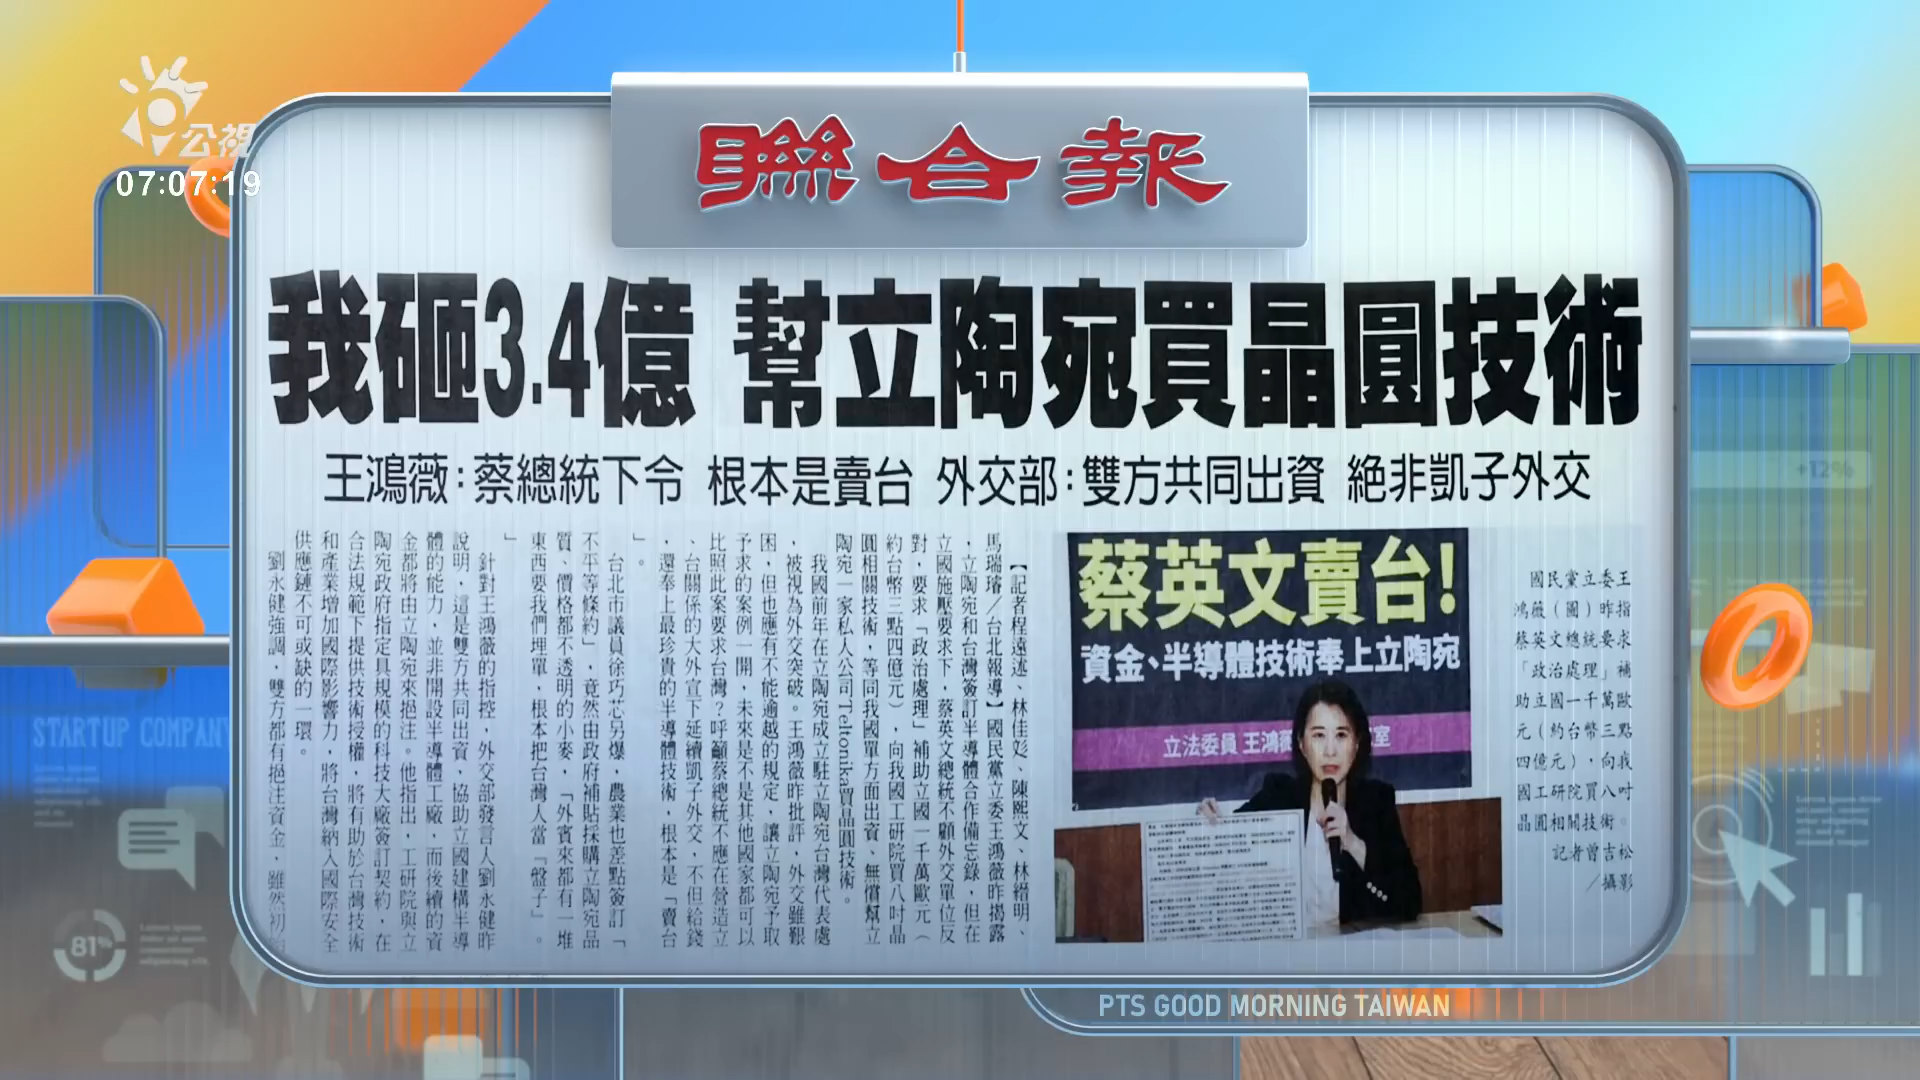 公視
07:07:19
聯合報
我砸3.4億 幫立陶宛買晶圓技術
王鴻薇:蔡總統下令 根本是賣台 外交部:雙方共同出資 絕非凱子外交
國民黨立委王
鴻薇(圖)昨指
蔡英文總統要求
「政治處理」補
助立國一千萬歐
元(約台幣三點
四億元),向我
國工研院買八吋
晶圓相關技術。
記者曾吉松
/攝影
蔡英文賣台!
資金、半導體技術奉上立陶宛
立法委員 王鴻薇
室
【記者程遠述、林佳彣、陳熙文、林縉明、
馬瑞璿/台北報導】國民黨立委王鴻薇昨揭露
,立陶宛和台灣簽訂半導體合作備忘錄,但在
立國施壓要求下,蔡英文總統不顧外交單位反
對,要求「政治處理」補助立國一千萬歐元(
約台幣三點四億元),向我國工研院買八吋晶
圓相關技術,等同我國單方面出資、無償幫立
陶宛一家私人公司Teltonika買晶圓技術。
我國前年在立陶宛成立駐立陶宛台灣代表處
,被視為外交突破。王鴻薇昨批評,外交雖艱
困,但也應有不能逾越的規定,讓立陶宛予取
予求的案例一開,未來是不是其他國家都可以
比照此案要求台灣?呼籲蔡總統不應在營造立
、台關係的大外宣下延續凱子外交,不但給錢
,還奉上最珍貴的半導體技術,根本是「賣台
」。
台北市議員徐巧芯另爆,農業也差點簽訂「
不平等條約」,竟然由政府補貼採購立陶宛品
質、價格都不透明的小麥,「外賓來都有一堆
東西要我們埋單,根本把台灣人當「盤子」。
」
針對王鴻薇的指控,外交部發言人劉永健昨
說明,這是雙方共同出資,協助立國建構半導
體的能力,並非開設半導體工廠,而後續的資
金都將由立陶宛來挹注。他指出,工研院與立
陶宛政府指定具規模的科技大廠簽訂契約,在
合法規範下提供技術授權,將有助於台灣技術
和產業增加國際影響力,將台灣納入國際安全
供應鏈不可或缺的一環。
劉永健強調,雙方都有挹注資金,雖然初
STARTUP COMPANY
81%
+12%
PTS GOOD MORNING TAIWAN